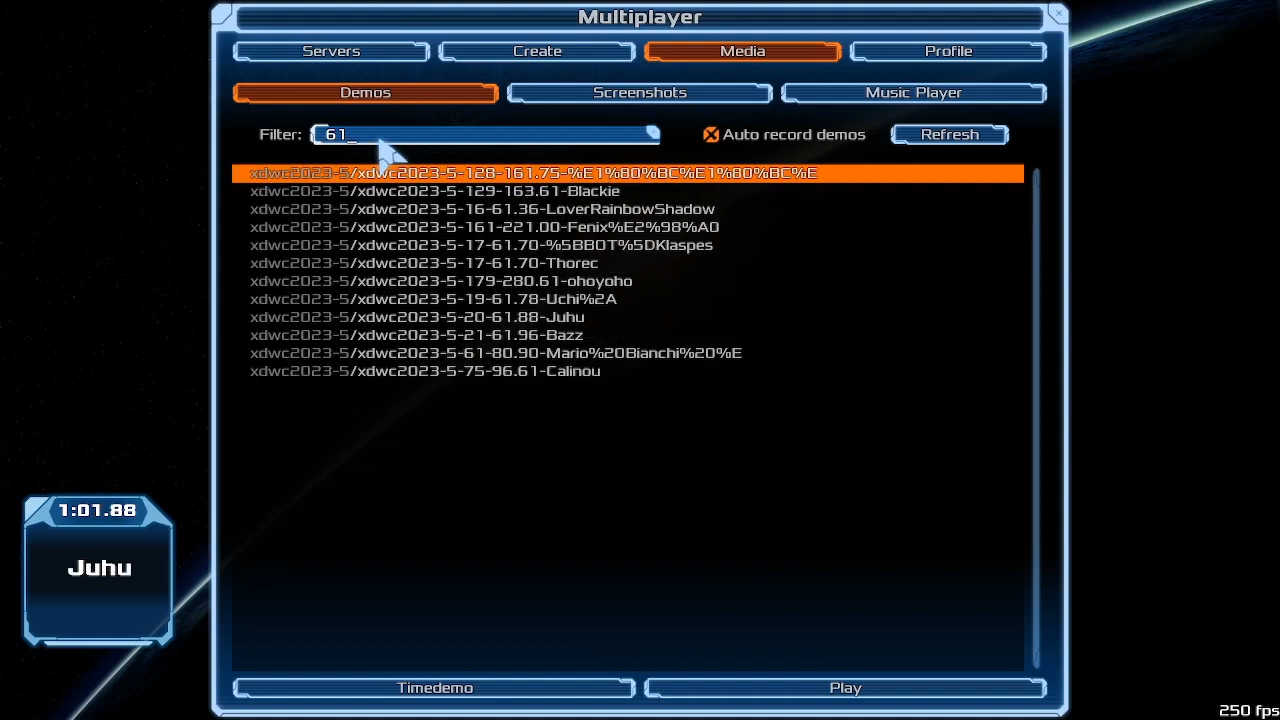 Multiplayer
Servers Create Media Profile
Demos Screenshots Music Player
Filter: 61_ Auto record demos Refresh
xdwc2023-5/xdwc2023-5-128-161.75-%E1%80%BC%E1%80%BC%E
xdwc2023-5/xdwc2023-5-129-163.61-Blackie
xdwc2023-5/xdwc2023-5-16-61.36-LoverRainbowShadow
xdwc2023-5/xdwc2023-5-161-221.00-Fenix%E2%98%A0
xdwc2023-5/xdwc2023-5-17-61.70-%5BBOT%5DKlaspes
xdwc2023-5/xdwc2023-5-17-61.70-Thorec
xdwc2023-5/xdwc2023-5-179-280.61-ohoyoho
xdwc2023-5/xdwc2023-5-19-61.78-Uchi%2A
xdwc2023-5/xdwc2023-5-20-61.88-Juhu
xdwc2023-5/xdwc2023-5-21-61.96-Bazz
xdwc2023-5/xdwc2023-5-61-80.90-Mario%20Bianchi%20%E
xdwc2023-5/xdwc2023-5-75-96.61-Calinou
1:01.88
Juhu
Timedemo Play
250 fps